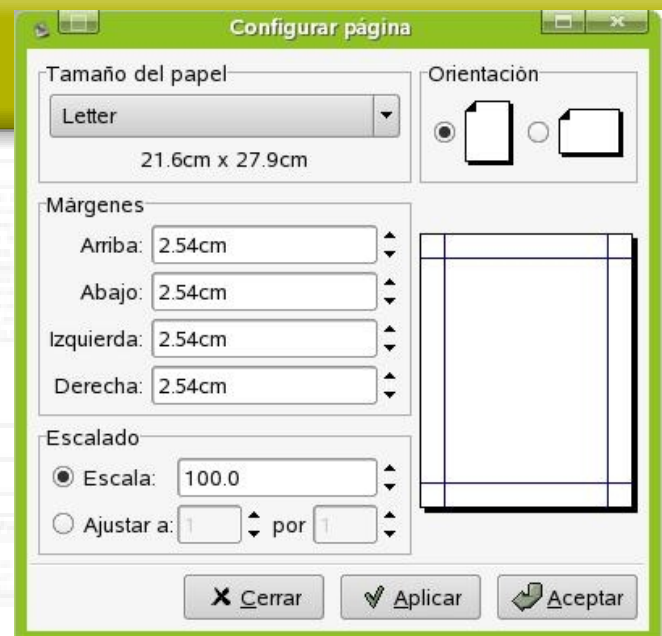 Configurar página
Tamaño del papel
Letter
21.6cm x 27.9cm
Orientación
Márgenes
Arriba: 2.54cm
Abajo: 2.54cm
Izquierda: 2.54cm
Derecha: 2.54cm
Escalado
Escala: 100.0
Ajustar a: 1 por 1
Cerrar Aplicar Aceptar